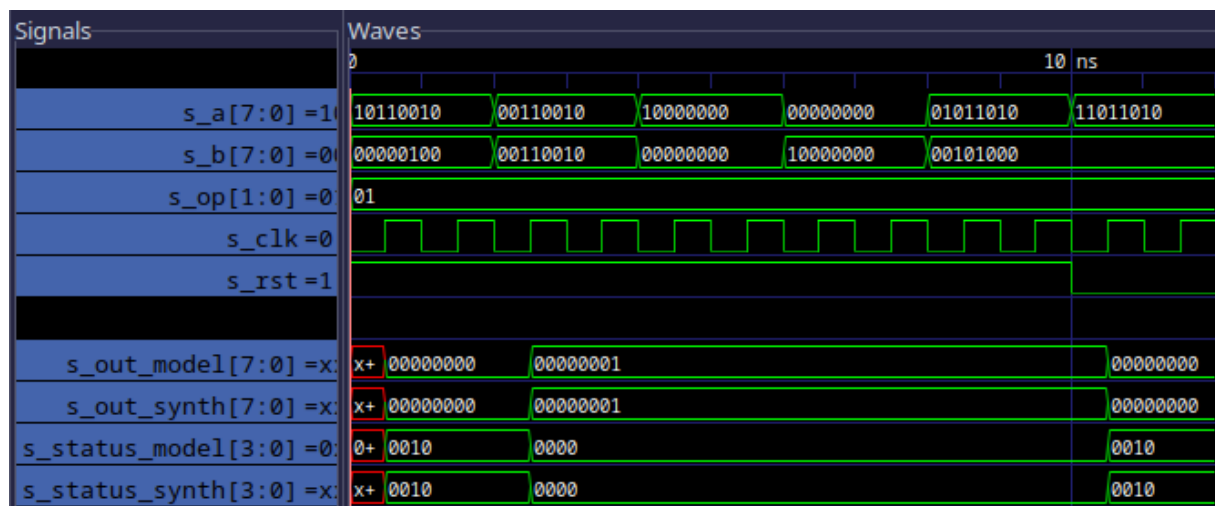 Signals Waves
0 10 ns
s_a[7:0] =10 10110010 00110010 10000000 00000000 01011010 11011010
s_b[7:0] =00 00000100 00110010 00000000 10000000 00101000
s_op[1:0] =0 01
s_clk =0
s_rst =1
s_out_model[7:0] =x x+ 00000000 00000001 00000000
s_out_synth[7:0] =x x+ 00000000 00000001 00000000
s_status_model[3:0] =0 0+ 0010 0000 0010
s_status_synth[3:0] =x x+ 0010 0000 0010